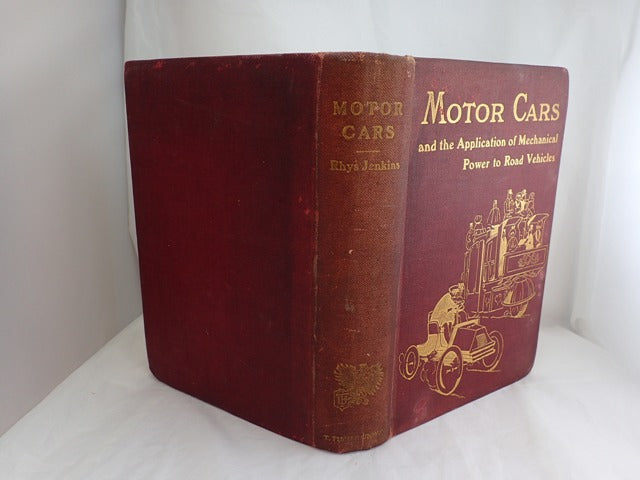 MOTOR
CARS
Rhys Jenkins
MOTOR CARS
and the Application of Mechanical
Power to Road Vehicles